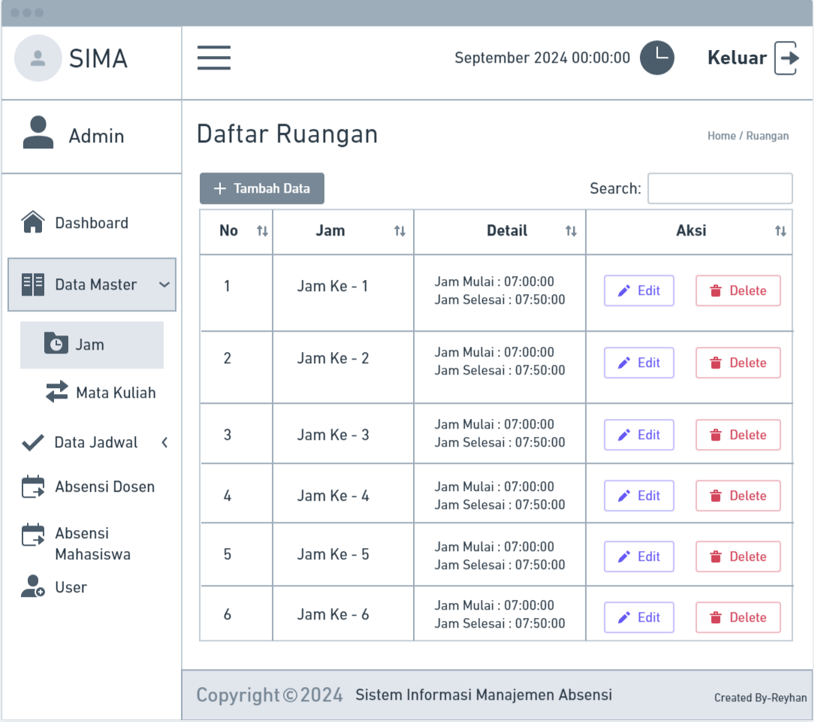 SIMA
September 2024 00:00:00
Keluar
Admin
Dashboard
Data Master
Jam
Mata Kuliah
Data Jadwal
Absensi Dosen
Absensi
Mahasiswa
User
Daftar Ruangan
Home / Ruangan
+ Tambah Data
Search:
No Jam Detail Aksi
1 Jam Ke - 1 Jam Mulai : 07:00:00
Jam Selesai : 07:50:00 Edit Delete
2 Jam Ke - 2 Jam Mulai : 07:00:00
Jam Selesai : 07:50:00 Edit Delete
3 Jam Ke - 3 Jam Mulai : 07:00:00
Jam Selesai : 07:50:00 Edit Delete
4 Jam Ke - 4 Jam Mulai : 07:00:00
Jam Selesai : 07:50:00 Edit Delete
5 Jam Ke - 5 Jam Mulai : 07:00:00
Jam Selesai : 07:50:00 Edit Delete
6 Jam Ke - 6 Jam Mulai : 07:00:00
Jam Selesai : 07:50:00 Edit Delete
Copyright©2024 Sistem Informasi Manajemen Absensi
Created By-Reyhan